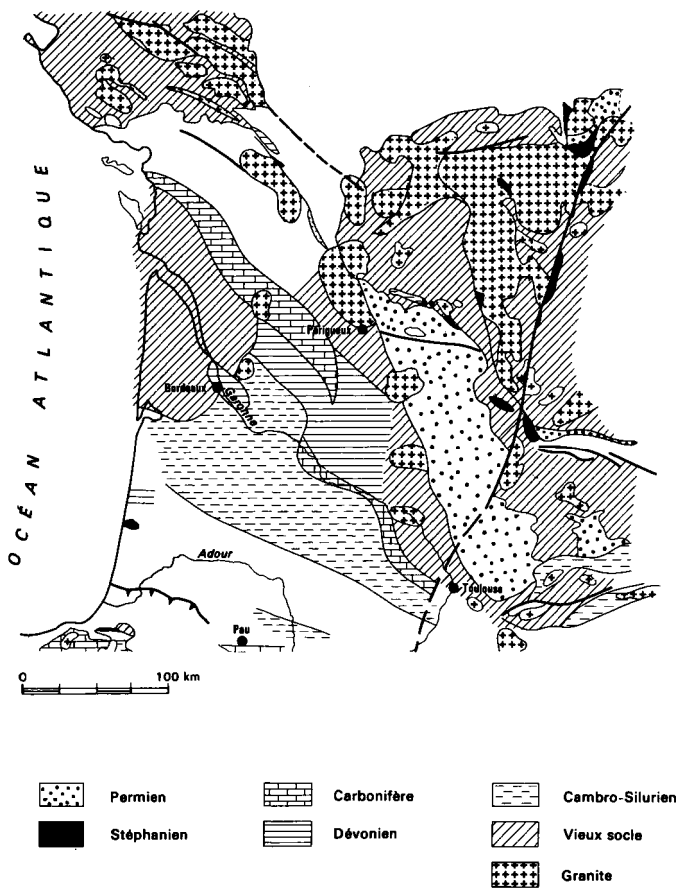 OCÉAN ATLANTIQUE
Périgueux
Bordeaux
Garonne
Adour
Toulouse
Pau
0 100 km
Permien
Carbonifère
Cambro-Silurien
Stéphanien
Dévonien
Vieux socle
Granite